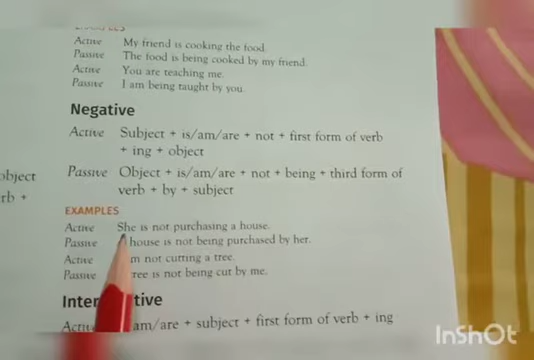 Active My friend is cooking the food.
Passive The food is being cooked by my friend.
Active You are teaching me.
Passive I am being taught by you.
Negative
Active Subject + is/am/are + not + first form of verb
+ ing + object
object
Passive Object + is/am/are + not + being + third form of
rb +
verb + by + subject
EXAMPLES
Active She is not purchasing a house.
Passive house is not being purchased by her.
Active m not cutting a tree.
Passive ree is not being cut by me.
Inter tive
Activ am/are + subject + first form of verb + ing
InShOt